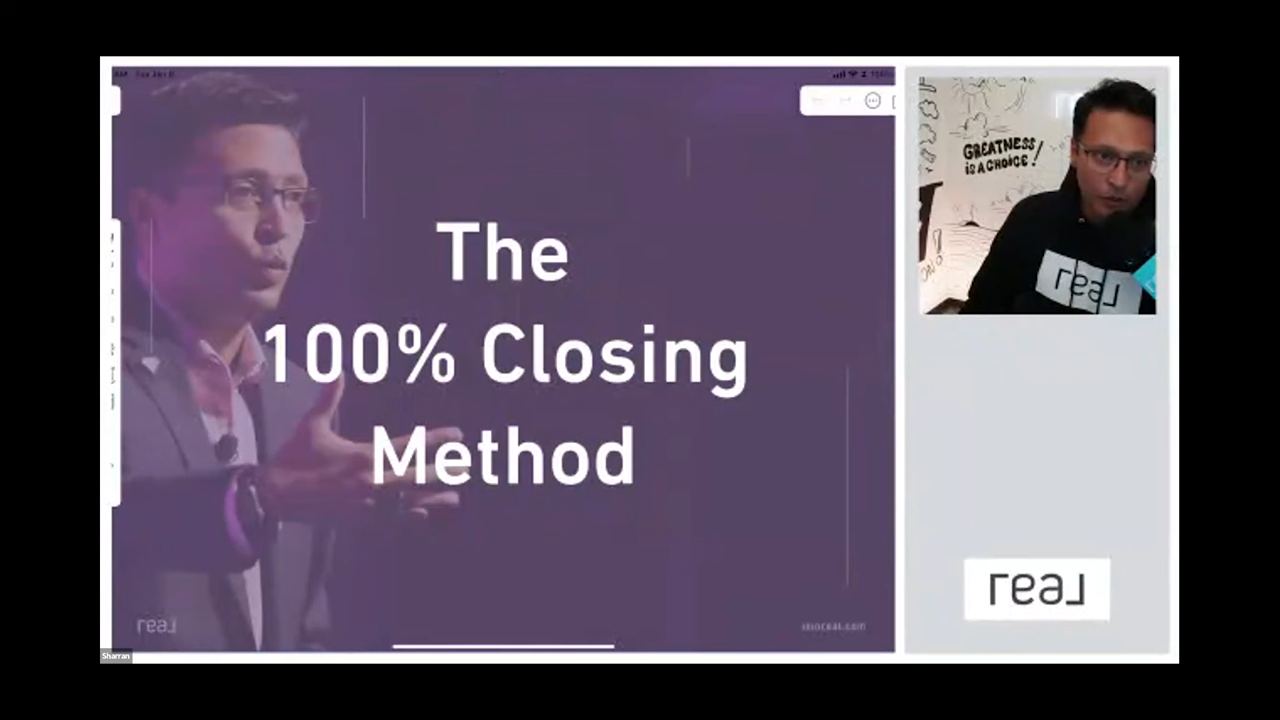 The
100% Closing
Method
GREATNESS
is A CHOICE!
real
real
real
Sharran